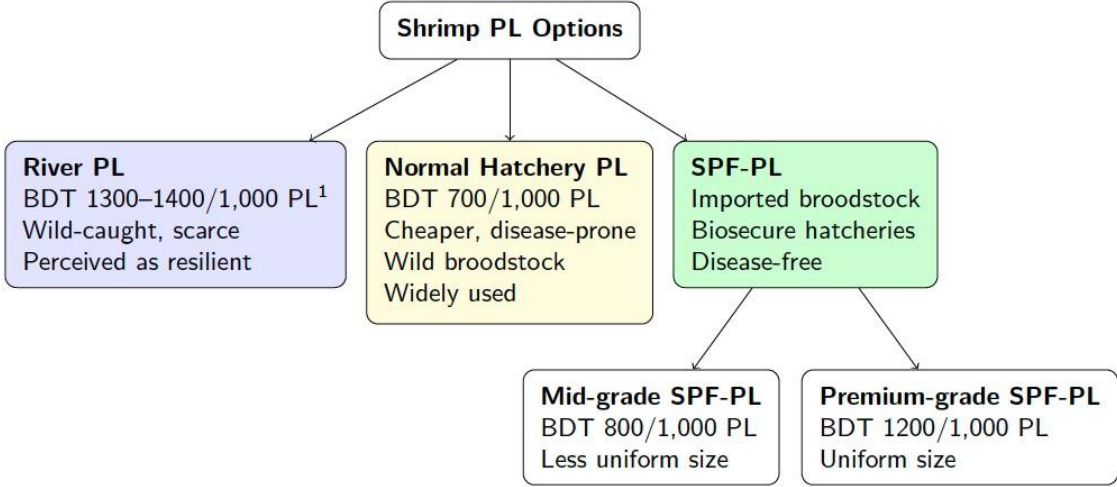 Shrimp PL Options
River PL
BDT 1300–1400/1,000 PL¹
Wild-caught, scarce
Perceived as resilient
Normal Hatchery PL
BDT 700/1,000 PL
Cheaper, disease-prone
Wild broodstock
Widely used
SPF-PL
Imported broodstock
Biosecure hatcheries
Disease-free
Mid-grade SPF-PL
BDT 800/1,000 PL
Less uniform size
Premium-grade SPF-PL
BDT 1200/1,000 PL
Uniform size